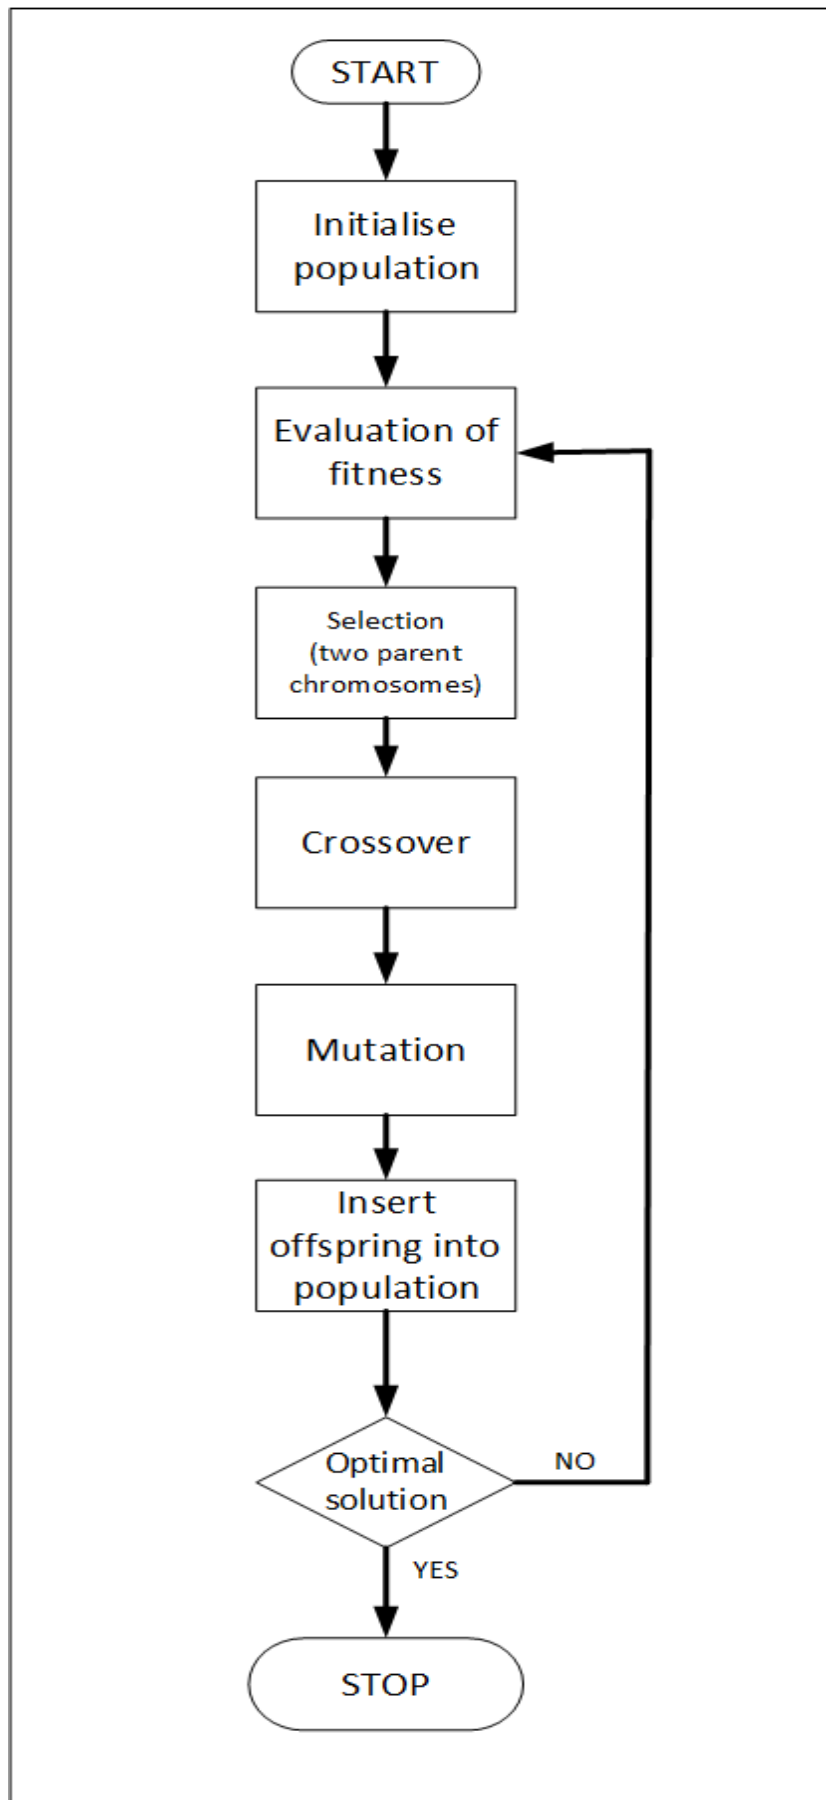 START
Initialise
population
Evaluation of
fitness
Selection
(two parent
chromosomes)
Crossover
Mutation
Insert
offspring into
population
Optimal
solution
NO
YES
STOP